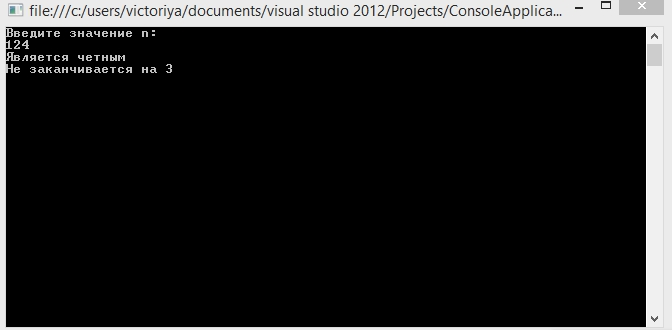 file:///c:/users/victoriya/documents/visual studio 2012/Projects/ConsoleApplica...
Введите значение n:
124
Является четным
Не заканчивается на 3